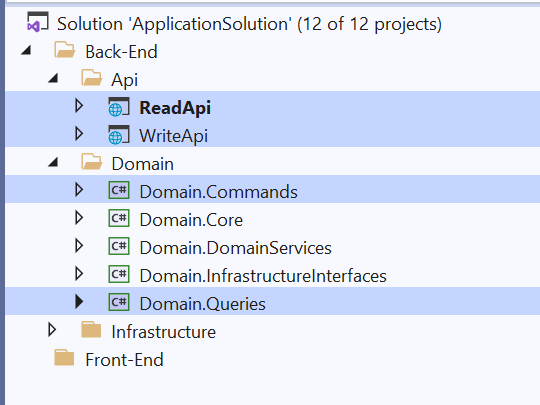 Solution 'ApplicationSolution' (12 of 12 projects)
Back-End
Api
ReadApi
WriteApi
Domain
C# Domain.Commands
C# Domain.Core
C# Domain.DomainServices
C# Domain.InfrastructureInterfaces
C# Domain.Queries
Infrastructure
Front-End